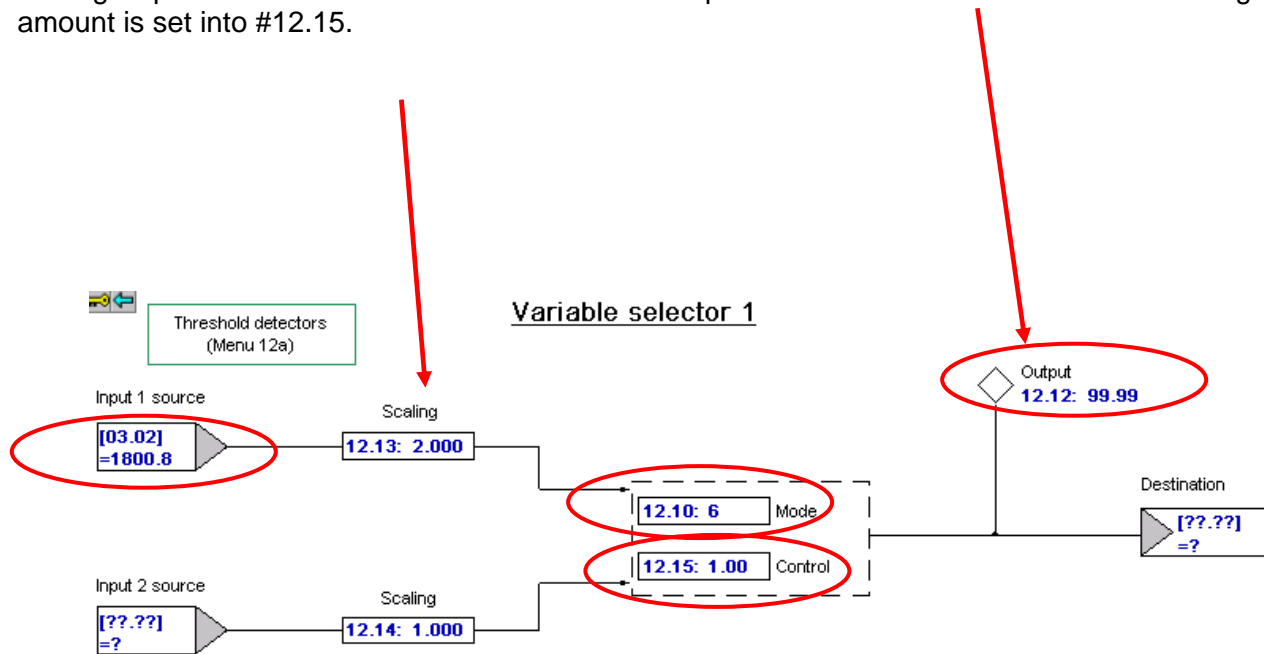 amount is set into #12.15.
Variable selector 1
Threshold detectors
(Menu 12a)
Output
12.12: 99.99
Input 1 source
Scaling
[03.02]
=1800.8
12.13: 2.000
Destination
12.10: 6 Mode
[??.??]
=?
12.15: 1.00 Control
Input 2 source
Scaling
[??.??]
=?
12.14: 1.000